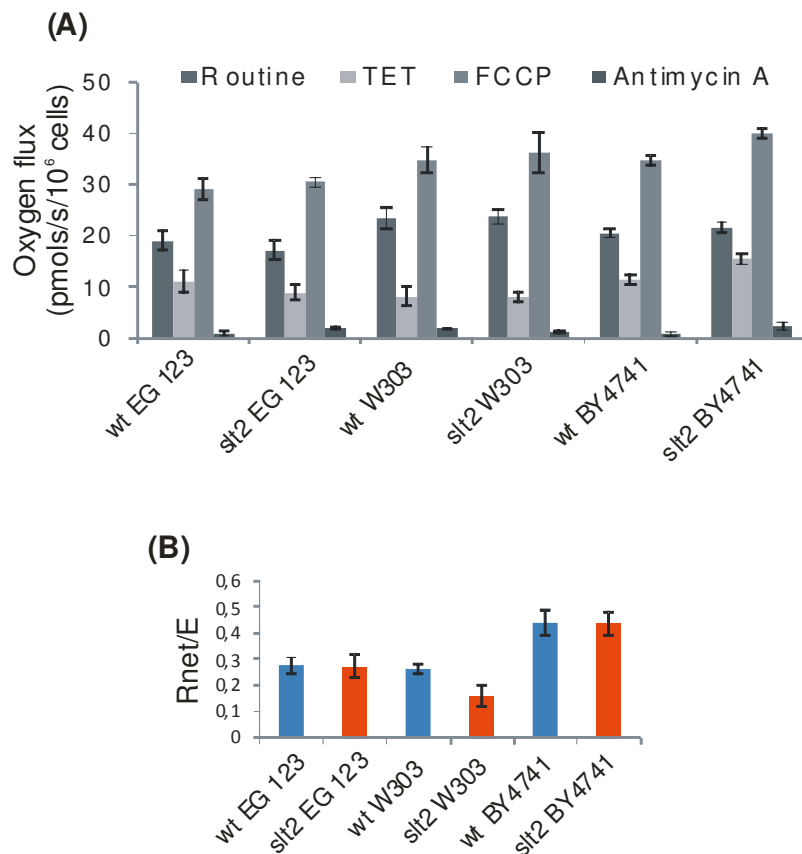 (A)
Routine TET FCCP Antimycin A
Oxygen flux
(pmols/s/10⁶ cells)
50
40
30
20
10
0
wt EG 123
slt2 EG 123
wt W303
slt2 W303
wt BY4741
slt2 BY4741
(B)
Rnet/E
0,6
0,5
0,4
0,3
0,2
0,1
0
wt EG 123
slt2 EG 123
wt W303
slt2 W303
wt BY4741
slt2 BY4741